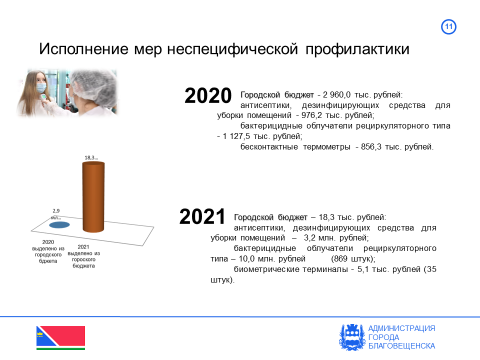 11
Исполнение мер неспецифической профилактики
2020 Городской бюджет - 2 960,0 тыс. рублей:
антисептики, дезинфицирующих средства для
уборки помещений - 976,2 тыс. рублей;
бактерицидные облучатели рециркуляторного типа
- 1 127,5 тыс. рублей;
бесконтактные термометры - 856,3 тыс. рублей.
18,3...
2,9
млн...
2020
выделено из
городского
бджета
2021
выделено из
гороского
бюджета
2021 Городской бюджет – 18,3 тыс. рублей:
антисептики, дезинфицирующих средства для
уборки помещений – 3,2 млн. рублей;
бактерицидные облучатели рециркуляторного
типа – 10,0 млн. рублей (869 штук);
биометрические терминалы - 5,1 тыс. рублей (35
штук).
АДМИНИСТРАЦИЯ
ГОРОДА
БЛАГОВЕЩЕНСКА